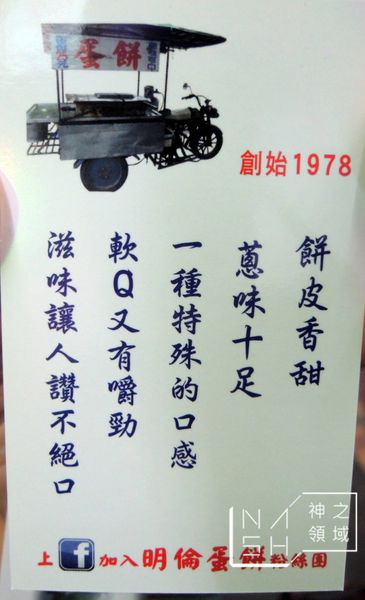 蛋餅
創始1978
餅皮香甜
蔥味十足
一種特殊的口感
軟Q又有嚼勁
滋味讓人讚不絕口
上f加入明倫蛋餅粉絲團
NASH
神之領域